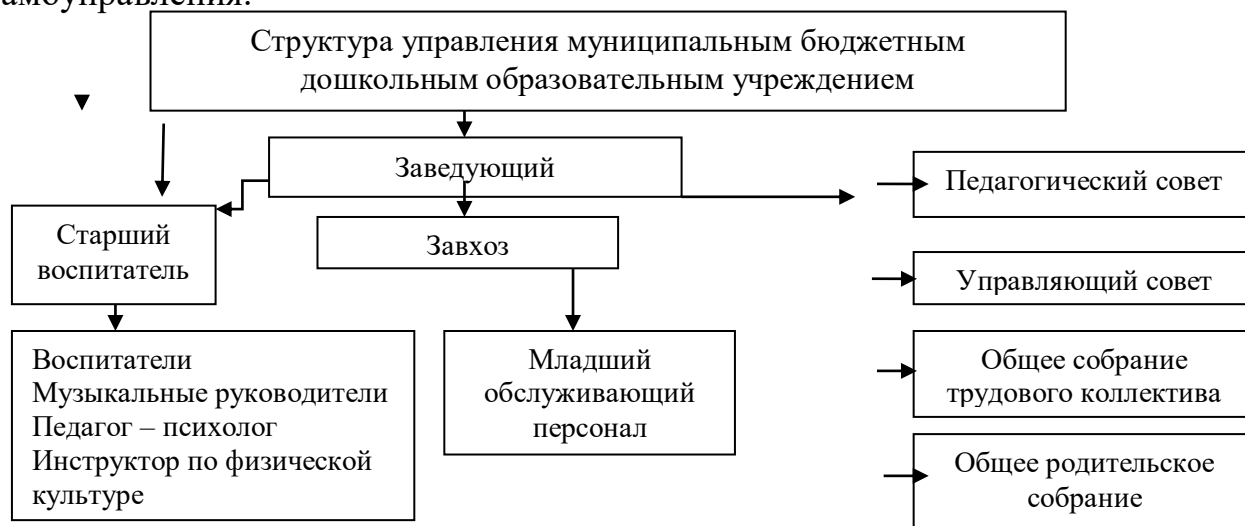 амоуправления.
Структура управления муниципальным бюджетным
дошкольным образовательным учреждением
Заведующий
Педагогический совет
Старший
воспитатель
Завхоз
Управляющий совет
Воспитатели
Музыкальные руководители
Педагог – психолог
Инструктор по физической
культуре
Младший
обслуживающий
персонал
Общее собрание
трудового коллектива
Общее родительское
собрание